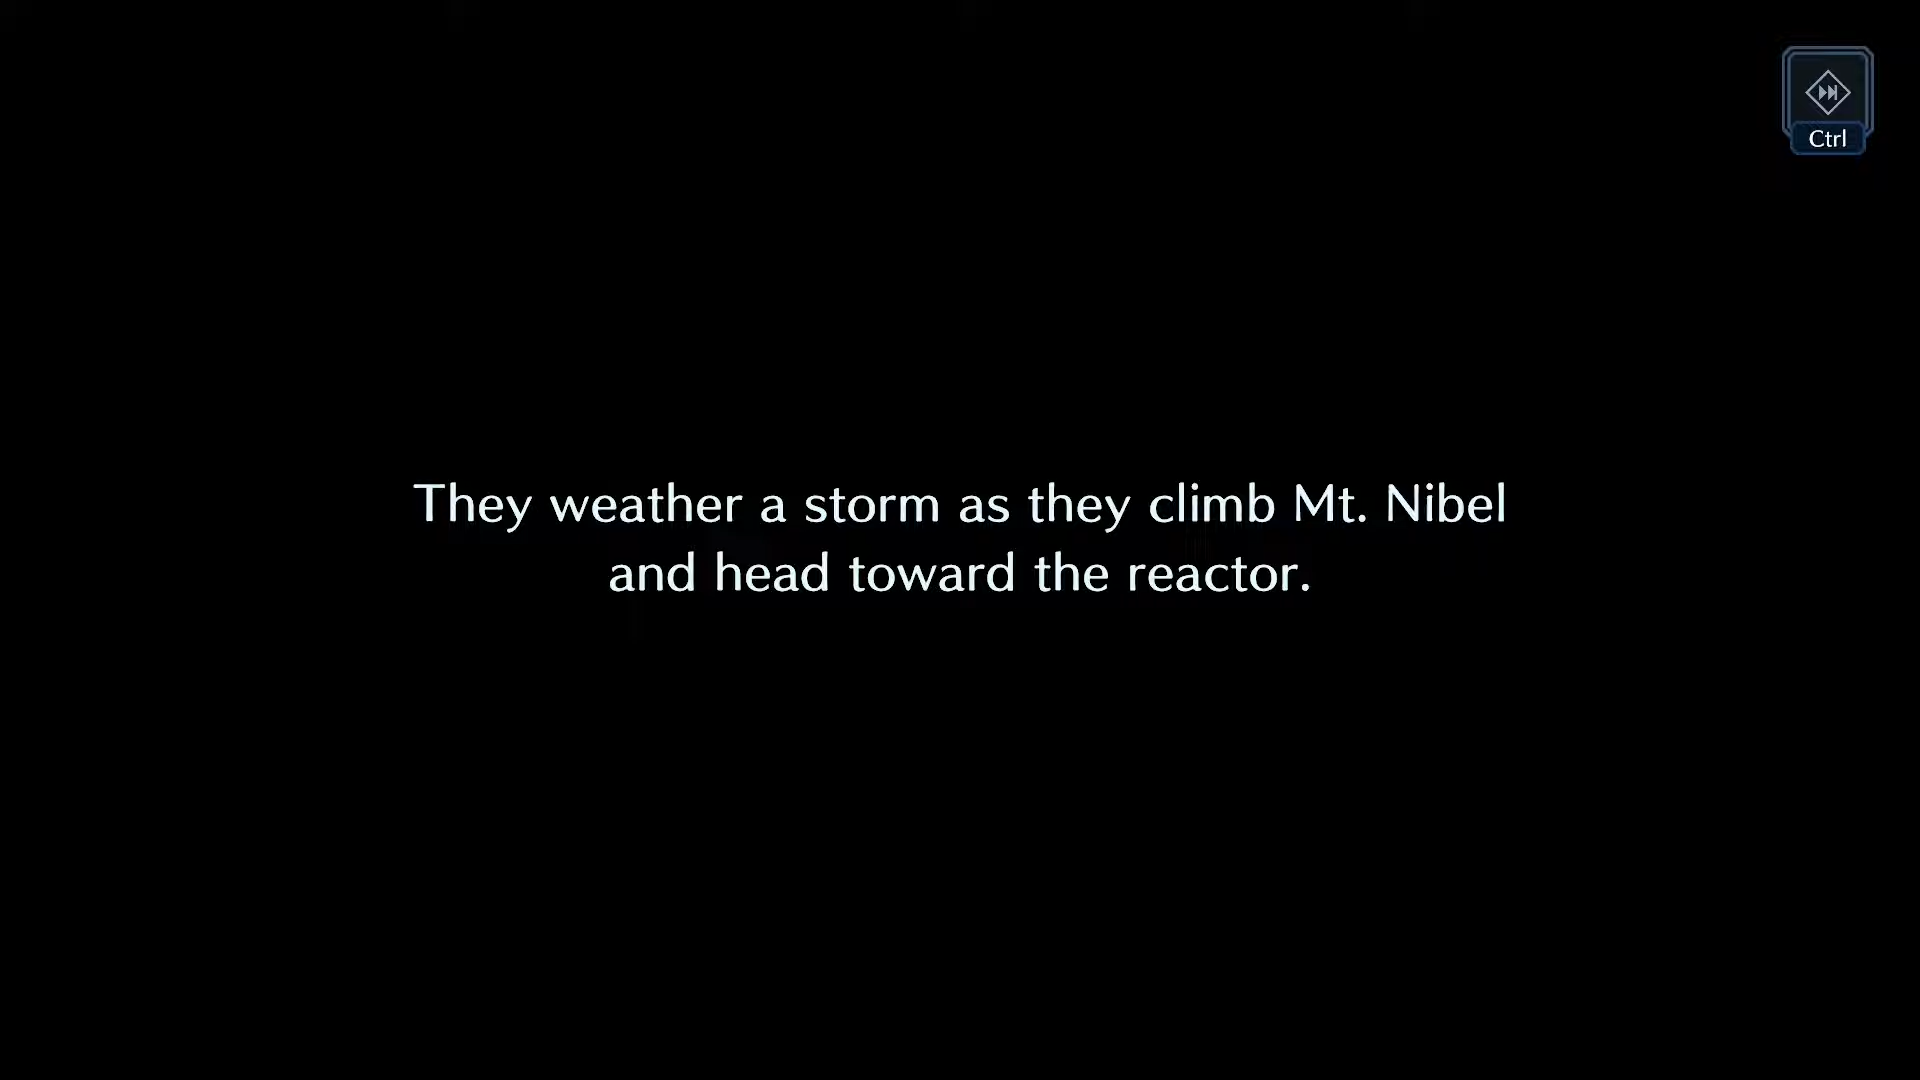 Ctrl
They weather a storm as they climb Mt. Nibel
and head toward the reactor.